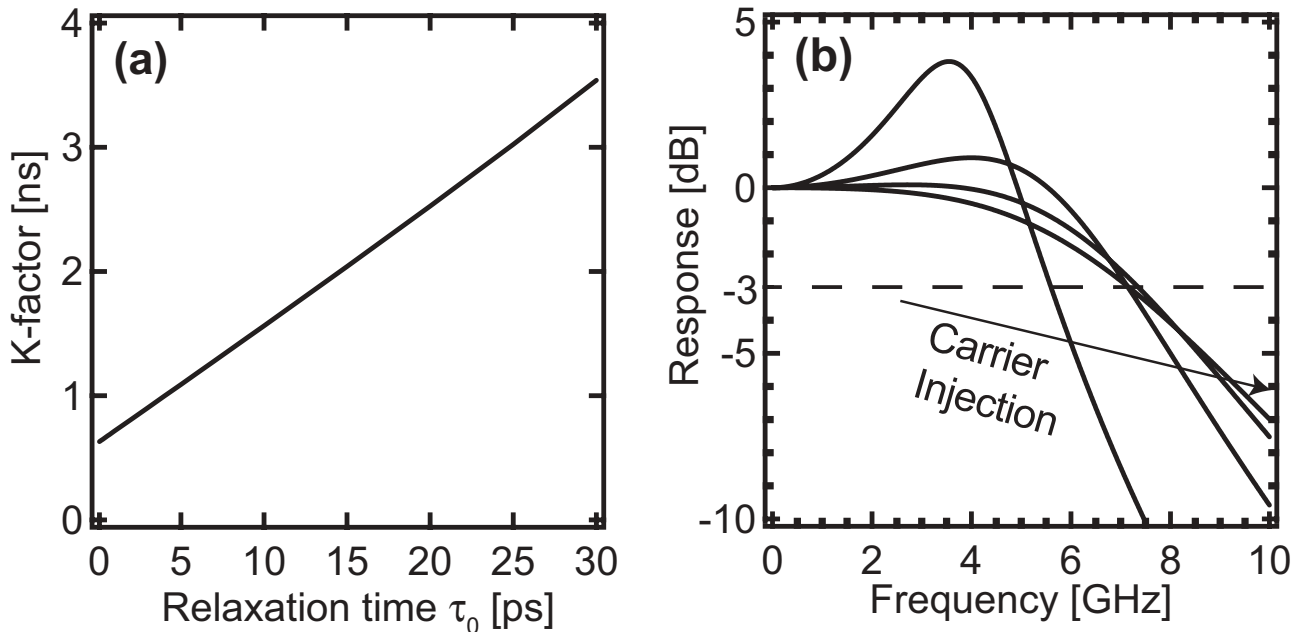 (a)
K-factor [ns]
4
3
2
1
0
0 5 10 15 20 25 30
Relaxation time τ0 [ps]
(b)
Response [dB]
5
0
-3
-5
-10
Carrier
Injection
0 2 4 6 8 10
Frequency [GHz]